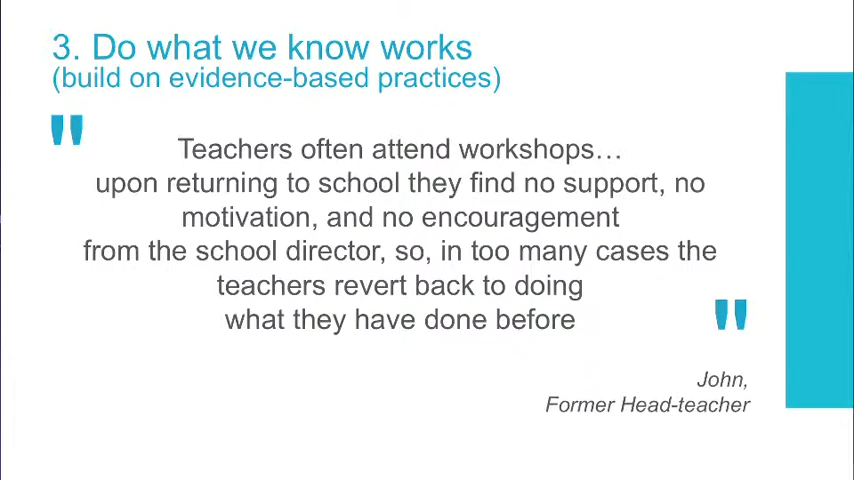 3. Do what we know works
(build on evidence-based practices)
"
Teachers often attend workshops…
upon returning to school they find no support, no
motivation, and no encouragement
from the school director, so, in too many cases the
teachers revert back to doing
what they have done before
"
John,
Former Head-teacher